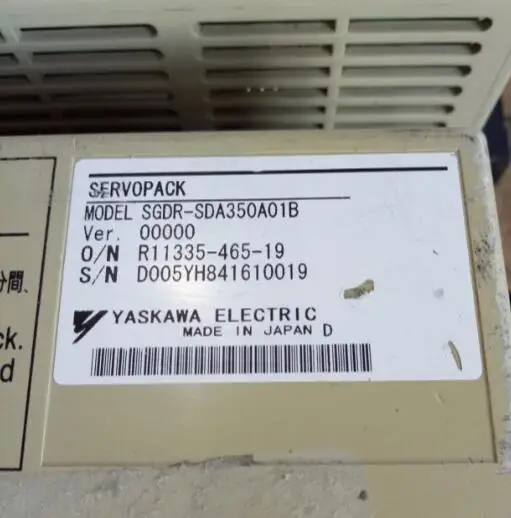 SERVOPACK
MODEL SGDR-SDA350A01B
Ver. 00000
O/N R11335-465-19
S/N D005YH841610019
YASKAWA ELECTRIC
MADE IN JAPAN D
分間、
ck.
d